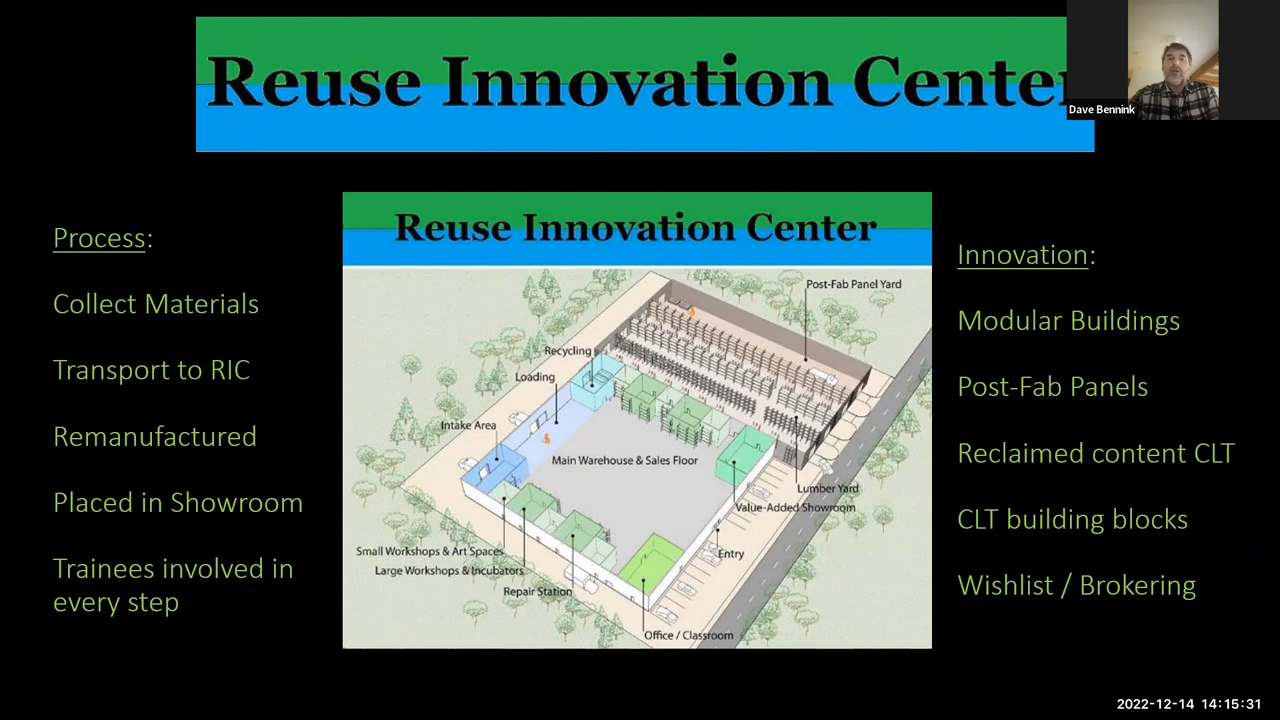 Reuse Innovation Center
Dave Bennink
Process:
Collect Materials
Transport to RIC
Remanufactured
Placed in Showroom
Trainees involved in
every step
Reuse Innovation Center
Post-Fab Panel Yard
Recycling
Loading
Intake Area
Main Warehouse & Sales Floor
Lumber Yard
Value-Added Showroom
Small Workshops & Art Spaces
Entry
Large Workshops & Incubators
Repair Station
Office / Classroom
Innovation:
Modular Buildings
Post-Fab Panels
Reclaimed content CLT
CLT building blocks
Wishlist / Brokering
2022-12-14 14:15:31